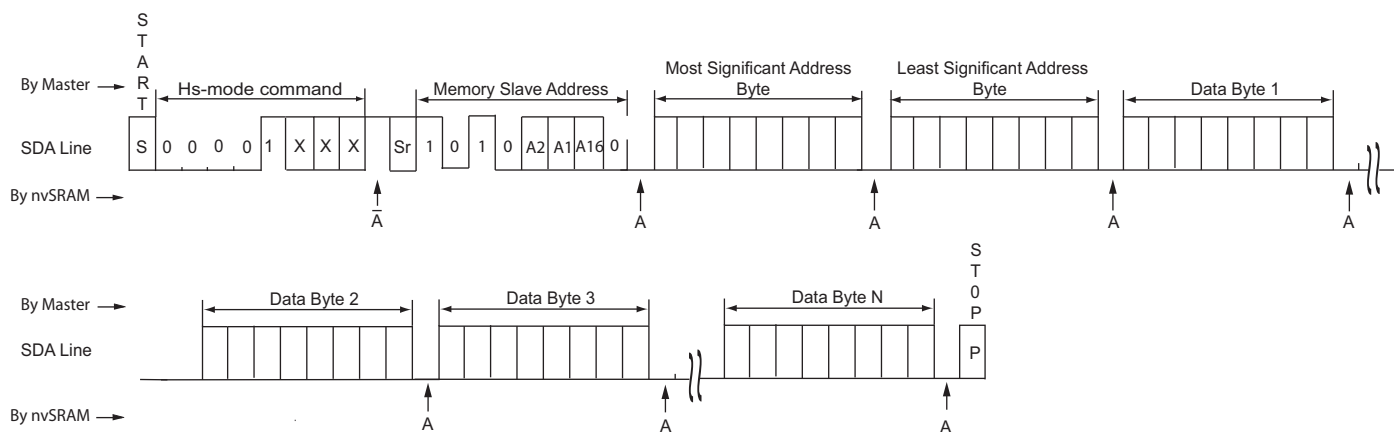 START
By Master
Hs-mode command
Memory Slave Address
Most Significant Address
Byte
Least Significant Address
Byte
Data Byte 1
SDA Line
S 0 0 0 0 1 X X X Sr 1 0 1 0 A2 A1 A16 0
By nvSRAM
A̅ A A A A
ST0P
By Master
Data Byte 2
Data Byte 3
Data Byte N
SDA Line
P
By nvSRAM
A A A